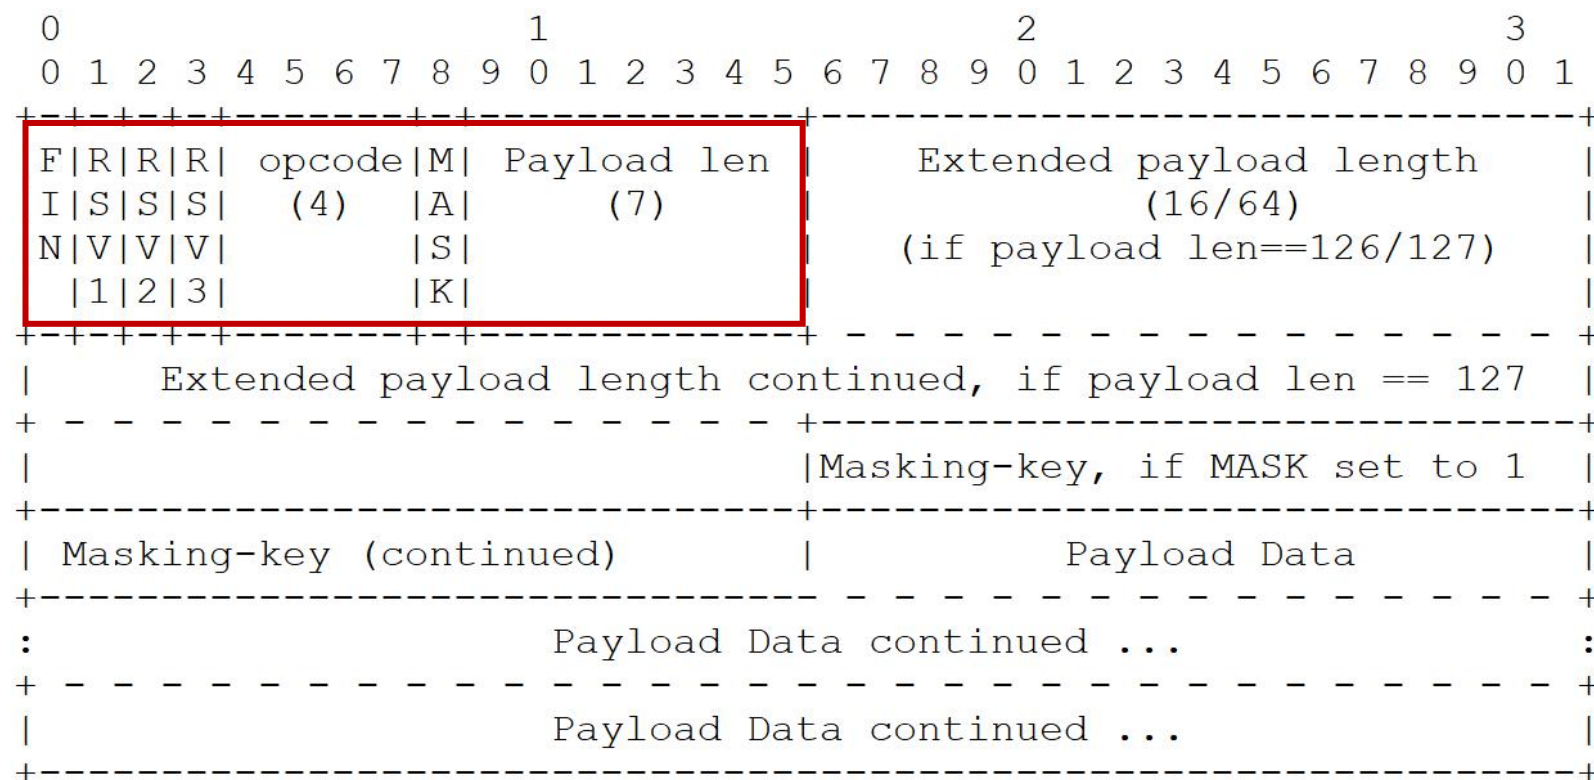 0                   1                   2                   3
0 1 2 3 4 5 6 7 8 9 0 1 2 3 4 5 6 7 8 9 0 1 2 3 4 5 6 7 8 9 0 1
+-+-+-+-+-------+-+-------------+-------------------------------+
F|R|R|R| opcode|M| Payload len | Extended payload length |
I|S|S|S| (4) |A| (7) | (16/64) |
N|V|V|V| |S| | (if payload len==126/127) |
|1|2|3| |K| | |
+-+-+-+-+-------+-+-------------+ - - - - - - - - - - - - - - - +
| Extended payload length continued, if payload len == 127 |
+ - - - - - - - - - - - - - - - +-------------------------------+
| |Masking-key, if MASK set to 1 |
+-------------------------------+-------------------------------+
| Masking-key (continued) | Payload Data |
+-------------------------------- - - - - - - - - - - - - - - - +
: Payload Data continued ... :
+ - - - - - - - - - - - - - - - - - - - - - - - - - - - - - - - +
| Payload Data continued ... |
+---------------------------------------------------------------+